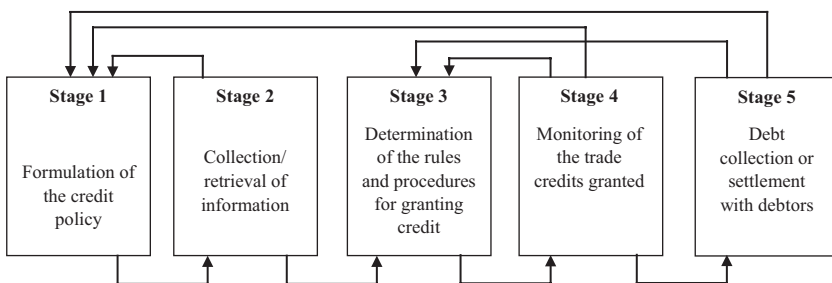 Stage 1
Formulation of
the credit
policy
Stage 2
Collection/
retrieval of
information
Stage 3
Determination
of the rules
and procedures
for granting
credit
Stage 4
Monitoring of
the trade
credits granted
Stage 5
Debt
collection or
settlement
with debtors